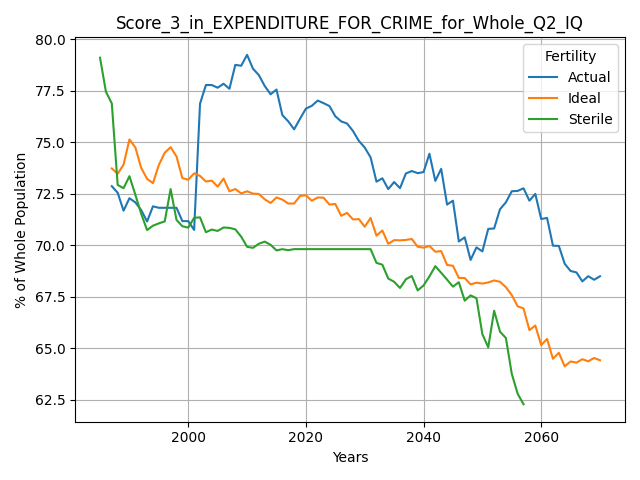 Score_3_in_EXPENDITURE_FOR_CRIME_for_Whole_Q2_IQ
80.0
77.5
75.0
72.5
70.0
67.5
65.0
62.5
% of Whole Population
Fertility
Actual
Ideal
Sterile
2000 2020 2040 2060
Years